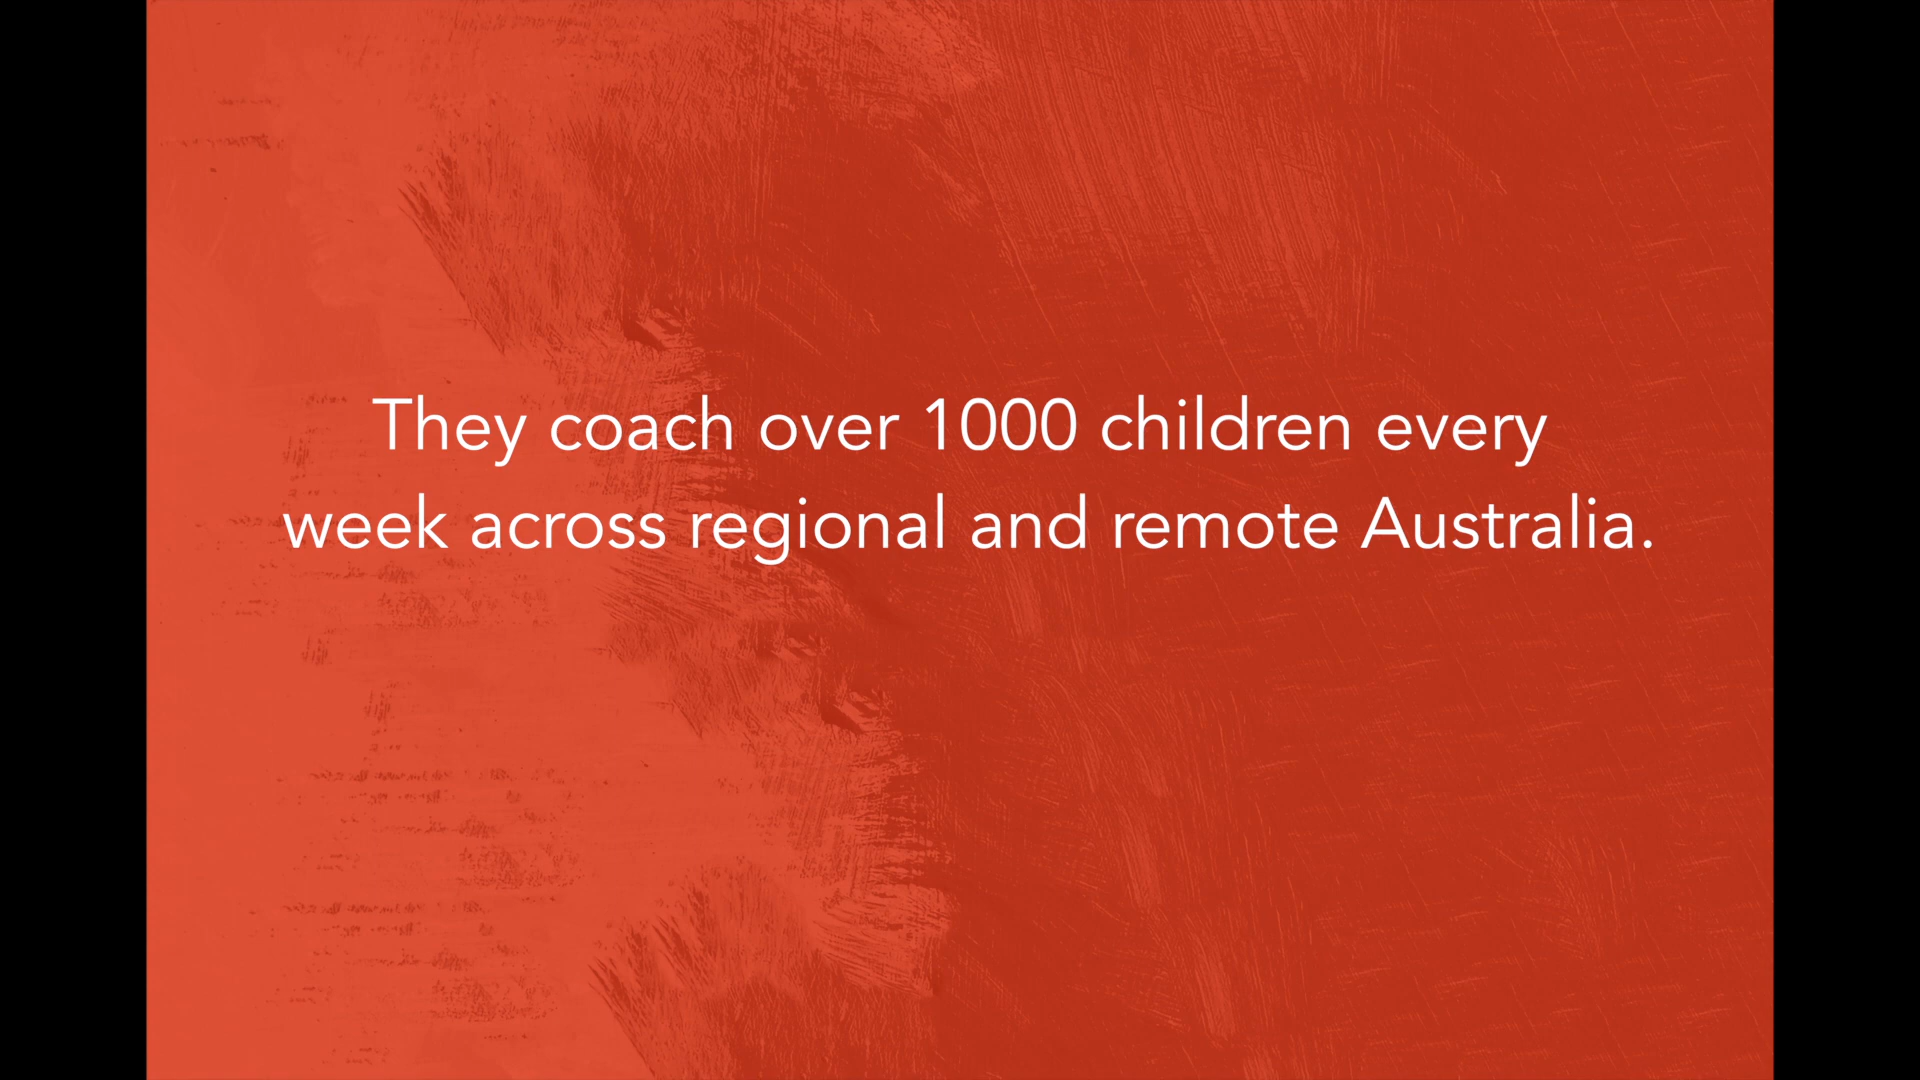 They coach over 1000 children every
week across regional and remote Australia.